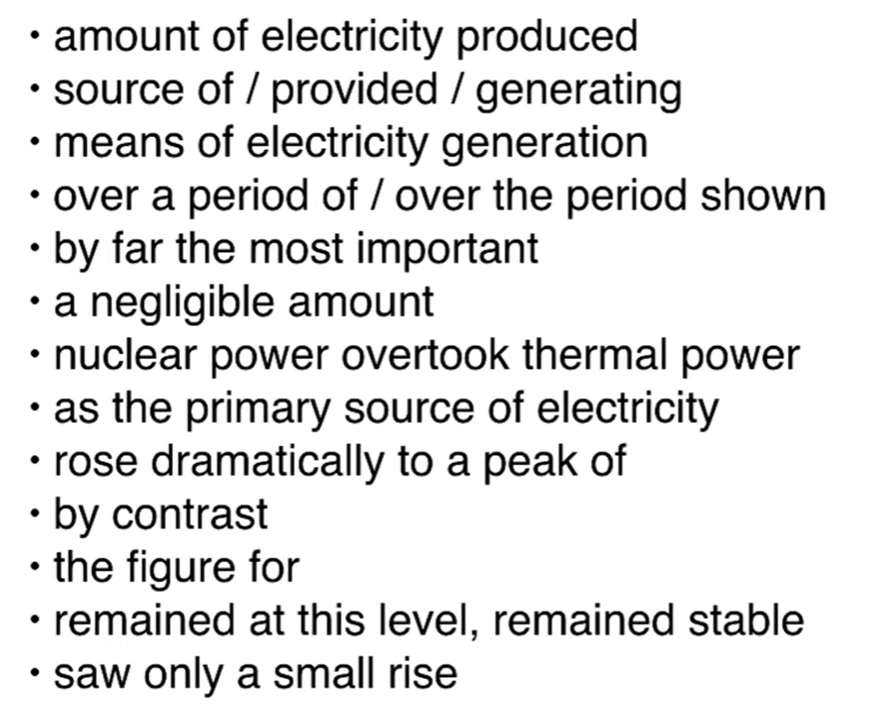 • amount of electricity produced
• source of / provided / generating
• means of electricity generation
• over a period of / over the period shown
• by far the most important
• a negligible amount
• nuclear power overtook thermal power
• as the primary source of electricity
• rose dramatically to a peak of
• by contrast
• the figure for
• remained at this level, remained stable
• saw only a small rise